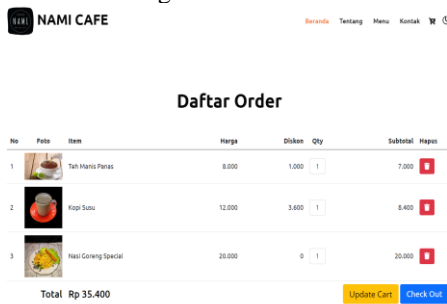 NAMI NAMI CAFE Beranda Tentang Menu Kontak
Daftar Order
No Foto Item Harga Diskon Qty Subtotal Hapus
1 Teh Manis Panas 8.000 1.000 1 7.000
2 Kopi Susu 12.000 3.600 1 8.400
3 Nasi Goreng Special 20.000 0 1 20.000
Total Rp 35.400 Update Cart Check Out